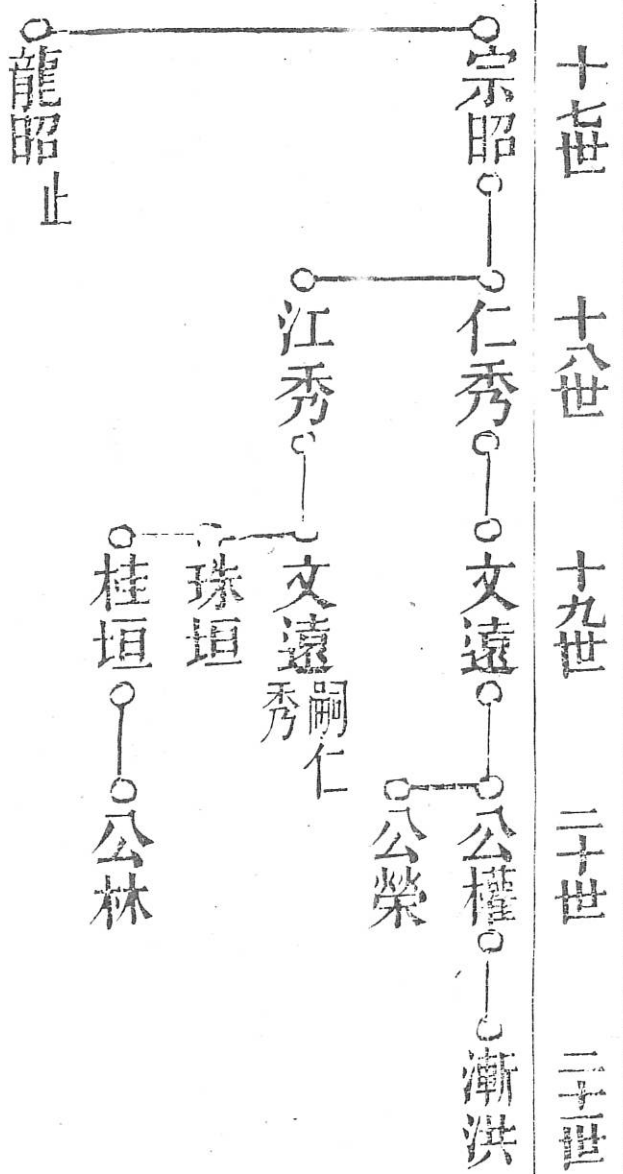 十七世
十八世
十九世
二十世
二十一世
宗昭
仁秀
文遠
公權
漸洪
公榮
江秀
文遠 嗣仁秀
珠垣
桂垣
公林
龍昭 止